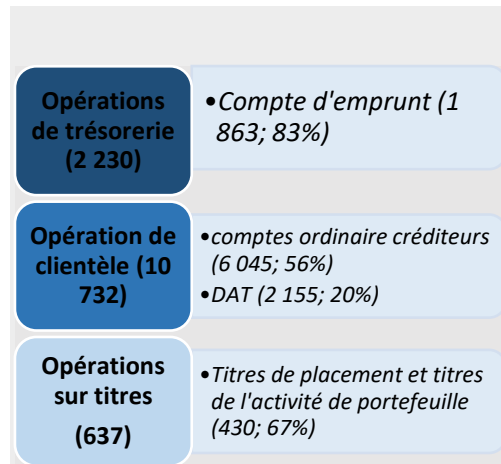 Opérations
de trésorerie
(2 230)
•Compte d'emprunt (1
863; 83%)
Opération de
clientèle (10
732)
•comptes ordinaire créditeurs
(6 045; 56%)
•DAT (2 155; 20%)
Opérations
sur titres
(637)
•Titres de placement et titres
de l'activité de portefeuille
(430; 67%)